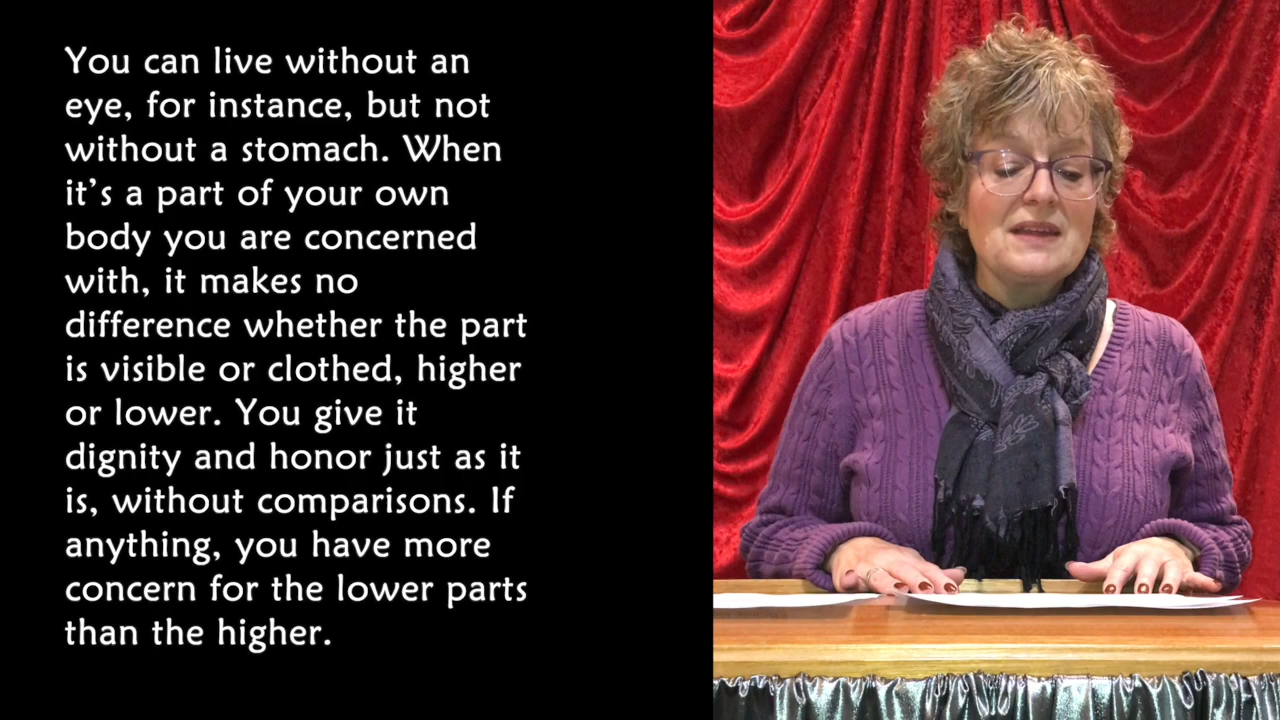 You can live without an
eye, for instance, but not
without a stomach. When
it’s a part of your own
body you are concerned
with, it makes no
difference whether the part
is visible or clothed, higher
or lower. You give it
dignity and honor just as it
is, without comparisons. If
anything, you have more
concern for the lower parts
than the higher.